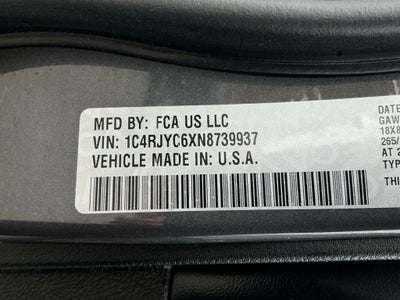 MFD BY: FCA US LLC
VIN: 1C4RJYC6XN8739937
VEHICLE MADE IN: U.S.A.
DATE
GAW
18X8
265/
AT 2
TYP
THI